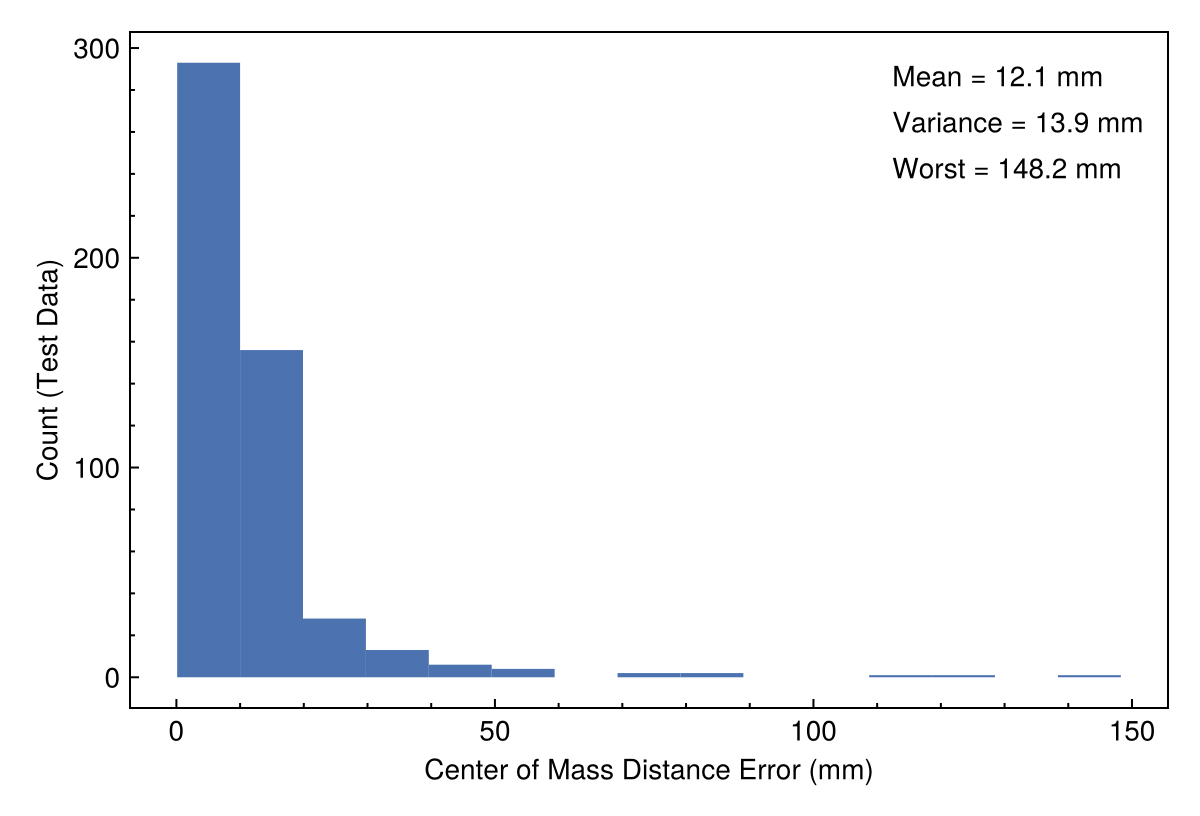 300
200
100
0
Count (Test Data)
Mean = 12.1 mm
Variance = 13.9 mm
Worst = 148.2 mm
0 50 100 150
Center of Mass Distance Error (mm)